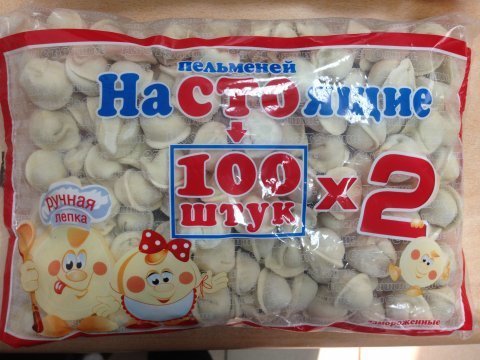 пельменей
НаСТОящие
100
штук
x 2
ручная
лепка
замороженные